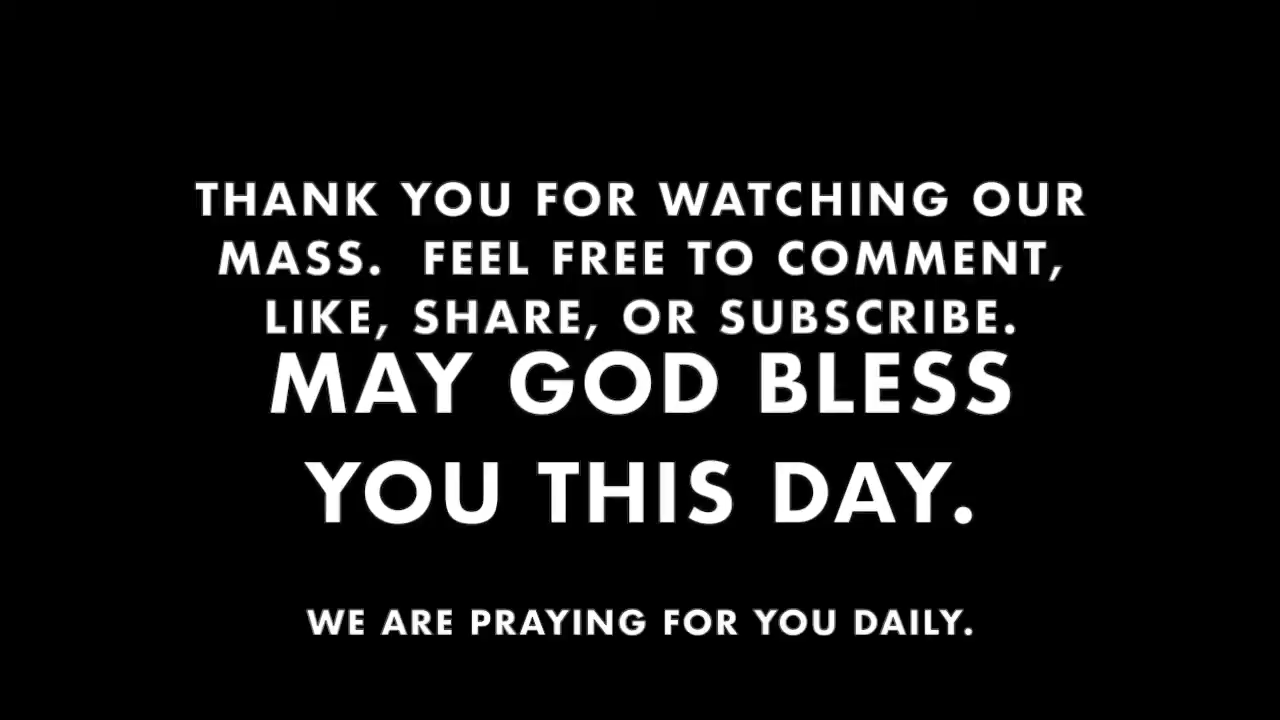 THANK YOU FOR WATCHING OUR
MASS.  FEEL FREE TO COMMENT,
LIKE, SHARE, OR SUBSCRIBE.
MAY GOD BLESS
YOU THIS DAY.
WE ARE PRAYING FOR YOU DAILY.